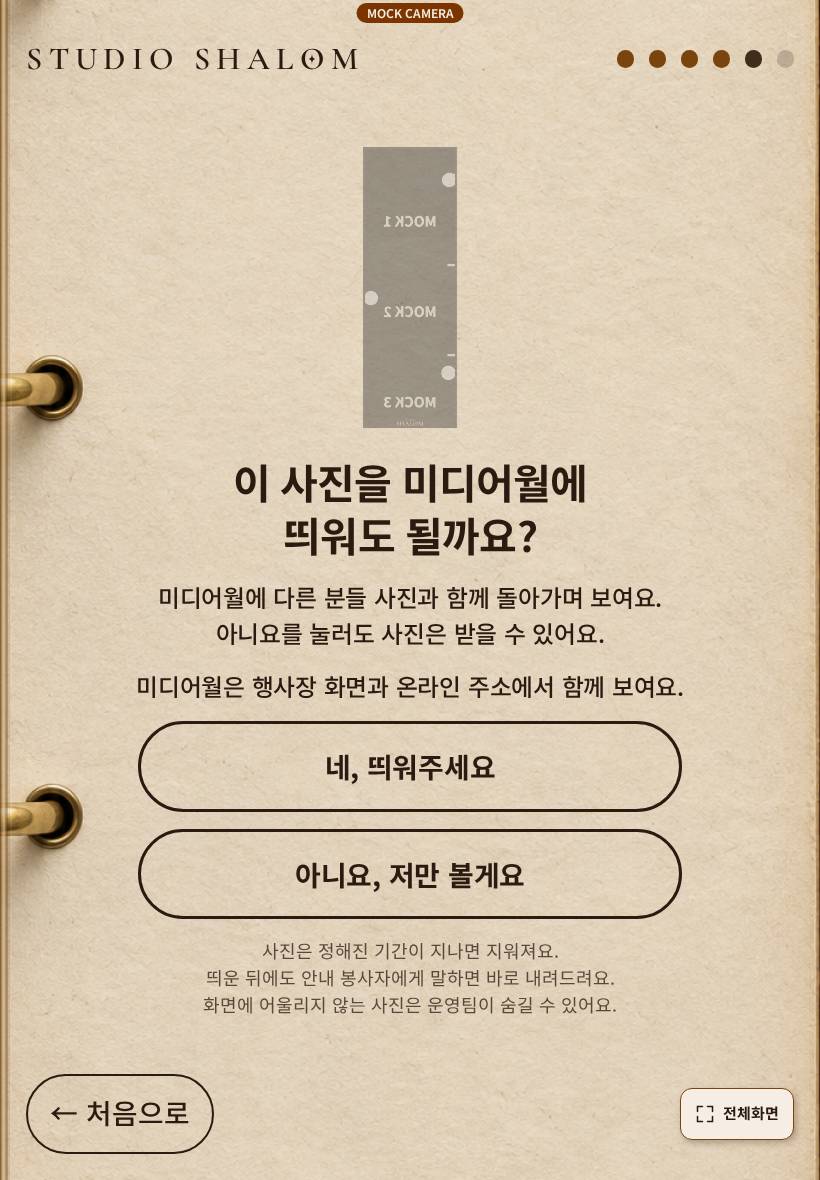 MOCK CAMERA
STUDIO SHALOM
MOCK 1
MOCK 2
MOCK 3
SHALOM
이 사진을 미디어월에
띄워도 될까요?
미디어월에 다른 분들 사진과 함께 돌아가며 보여요.
아니요를 눌러도 사진은 받을 수 있어요.
미디어월은 행사장 화면과 온라인 주소에서 함께 보여요.
네, 띄워주세요
아니요, 저만 볼게요
사진은 정해진 기간이 지나면 지워져요.
띄운 뒤에도 안내 봉사자에게 말하면 바로 내려드려요.
화면에 어울리지 않는 사진은 운영팀이 숨길 수 있어요.
← 처음으로
전체화면